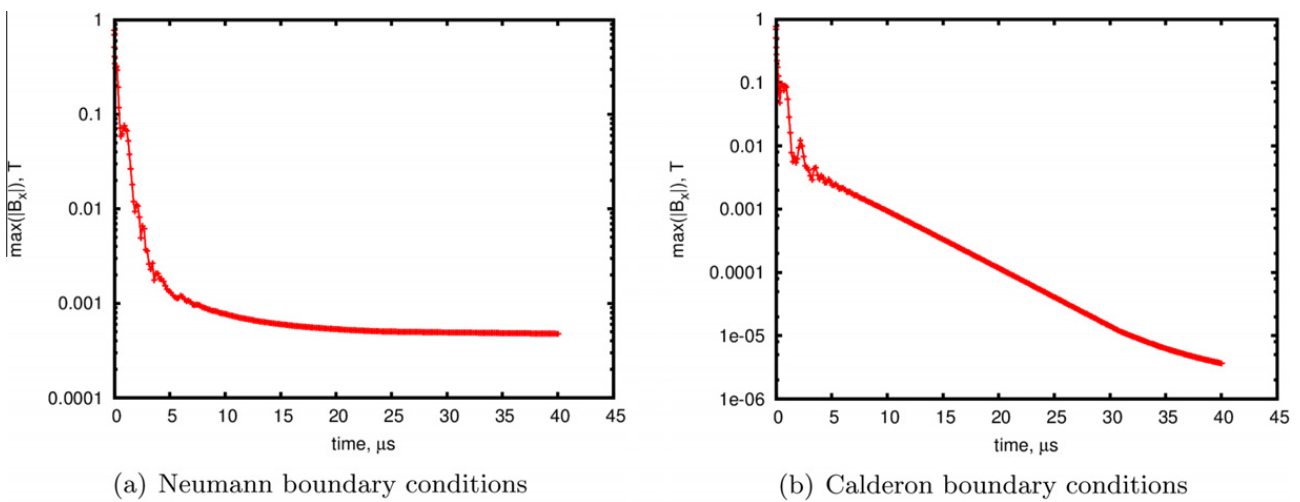 1
0.1
0.01
0.001
0.0001
max(|B_x|), T
0 5 10 15 20 25 30 35 40 45
time, μs
(a) Neumann boundary conditions
1
0.1
0.01
0.001
0.0001
1e-05
1e-06
max(|B_x|), T
0 5 10 15 20 25 30 35 40 45
time, μs
(b) Calderon boundary conditions